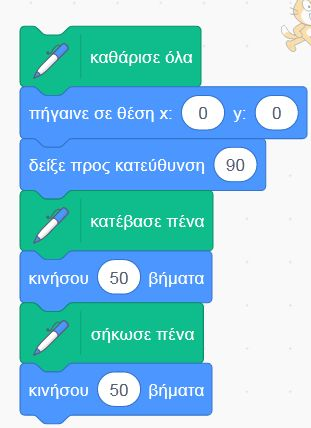 καθάρισε όλα
πήγαινε σε θέση x: 0 y: 0
δείξε προς κατεύθυνση 90
κατέβασε πένα
κινήσου 50 βήματα
σήκωσε πένα
κινήσου 50 βήματα